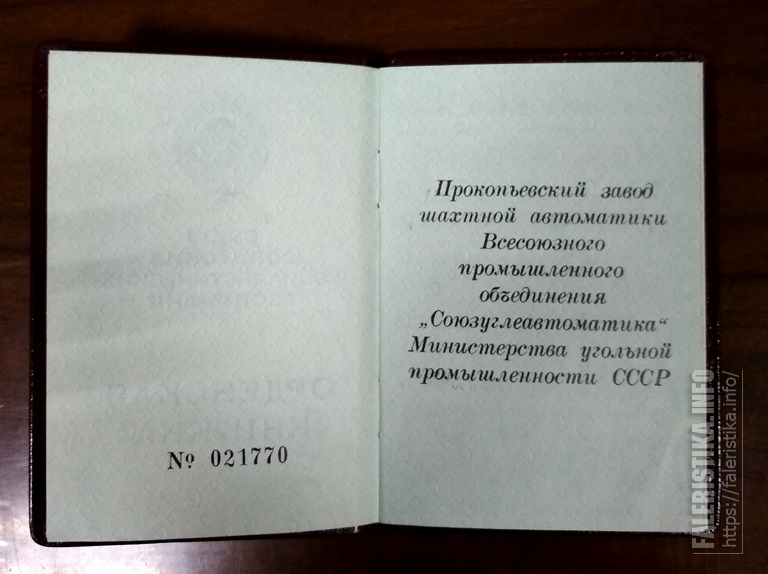 № 021770
Прокопьевский завод
шахтной автоматики
Всесоюзного
промышленного
объединения
„Союзуглеавтоматика“
Министерства угольной
промышленности СССР
FALERISTIKA.INFO
https://faleristika.info/